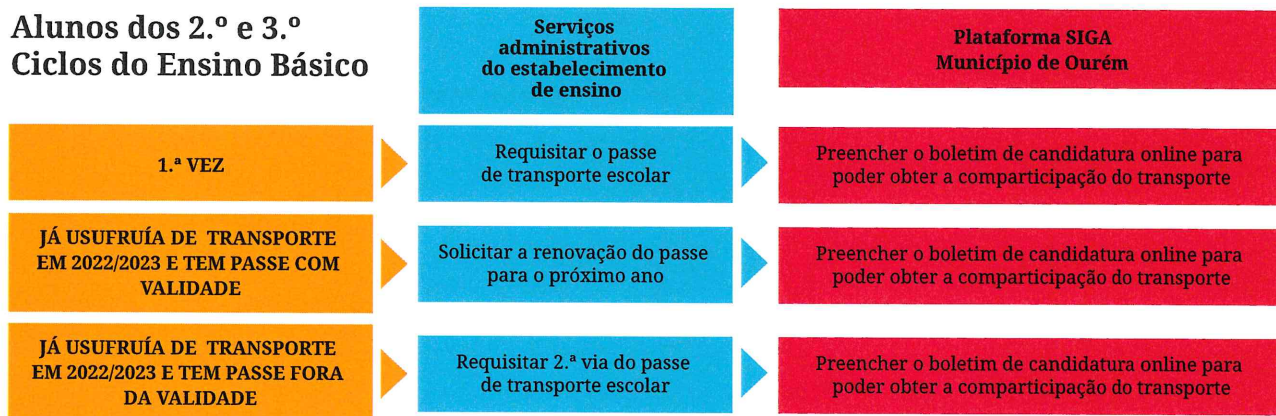 Alunos dos 2.º e 3.º
Ciclos do Ensino Básico
Serviços
administrativos
do estabelecimento
de ensino
Plataforma SIGA
Município de Ourém
1.ª VEZ
Requisitar o passe
de transporte escolar
Preencher o boletim de candidatura online para
poder obter a comparticipação do transporte
JÁ USUFRUÍA DE TRANSPORTE
EM 2022/2023 E TEM PASSE COM
VALIDADE
Solicitar a renovação do passe
para o próximo ano
Preencher o boletim de candidatura online para
poder obter a comparticipação do transporte
JÁ USUFRUÍA DE TRANSPORTE
EM 2022/2023 E TEM PASSE FORA
DA VALIDADE
Requisitar 2.ª via do passe
de transporte escolar
Preencher o boletim de candidatura online para
poder obter a comparticipação do transporte